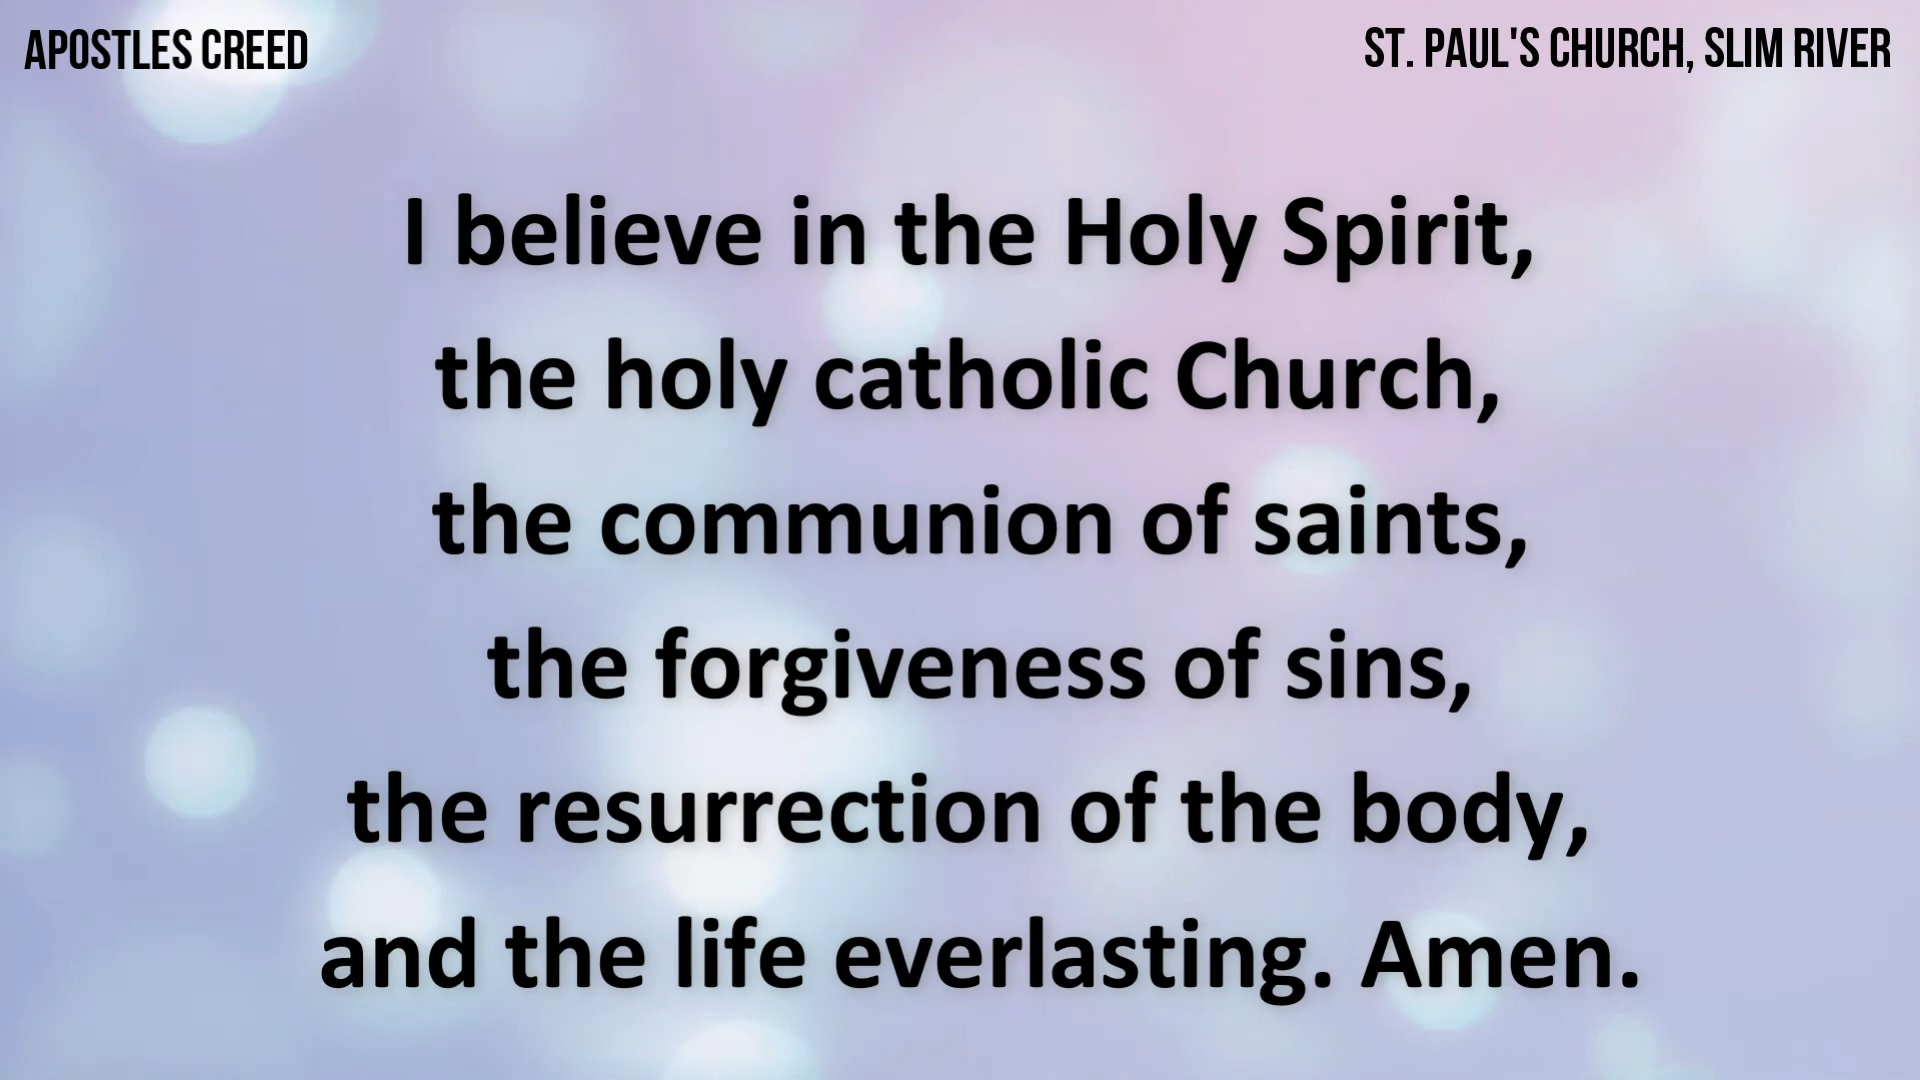 APOSTLES CREED
ST. PAUL'S CHURCH, SLIM RIVER
I believe in the Holy Spirit,
the holy catholic Church,
the communion of saints,
the forgiveness of sins,
the resurrection of the body,
and the life everlasting. Amen.